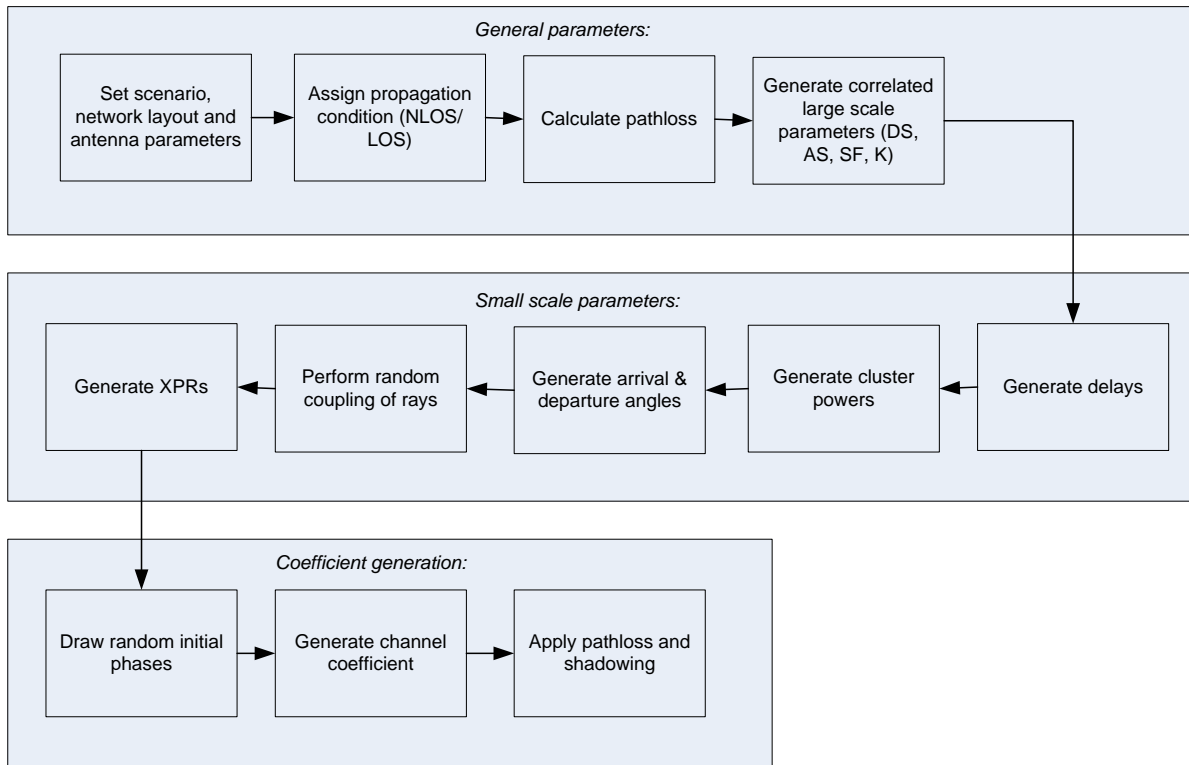 General parameters:
Set scenario,
network layout and
antenna parameters
Assign propagation
condition (NLOS/
LOS)
Calculate pathloss
Generate correlated
large scale
parameters (DS,
AS, SF, K)
Small scale parameters:
Generate XPRs
Perform random
coupling of rays
Generate arrival &
departure angles
Generate cluster
powers
Generate delays
Coefficient generation:
Draw random initial
phases
Generate channel
coefficient
Apply pathloss and
shadowing